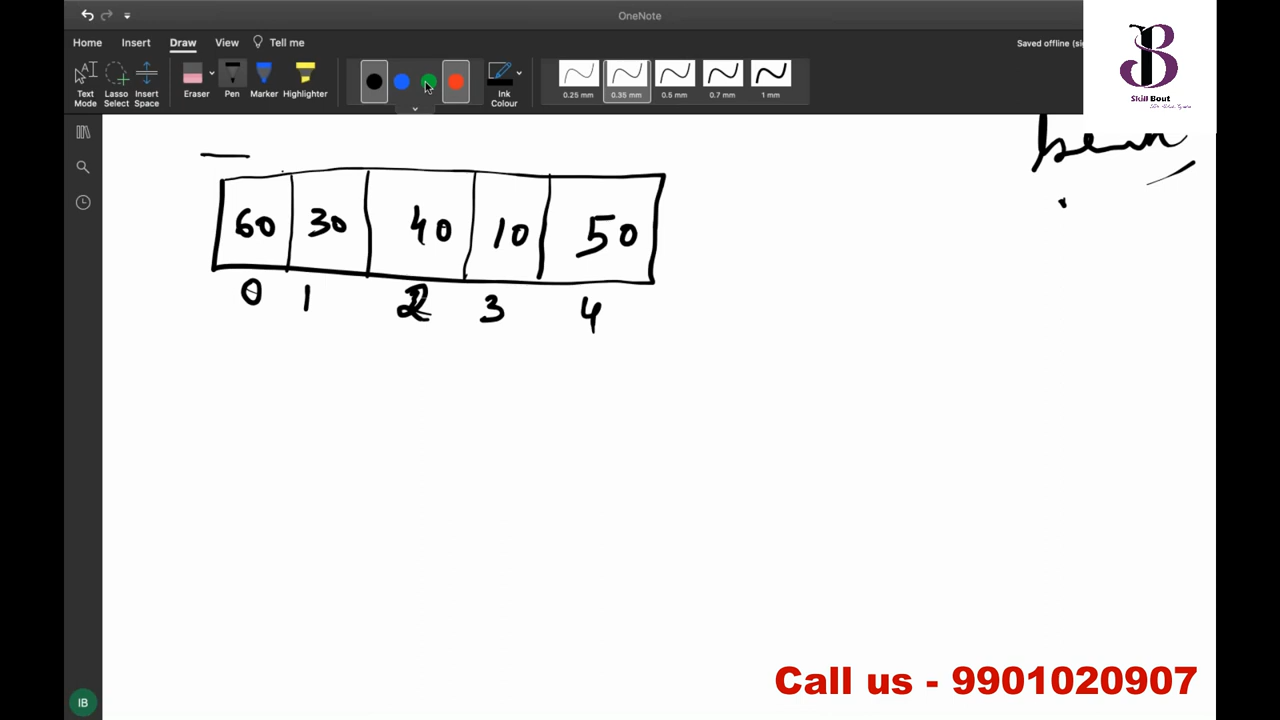 OneNote
Home Insert Draw View Tell me
Saved offline (si
Text Mode
Lasso Select
Insert Space
Eraser
Pen
Marker
Highlighter
Ink Colour
0.25 mm
0.35 mm
0.5 mm
0.7 mm
1 mm
Skill Bout
60 30 40 10 50
0 1 2 3 4
IB
Call us - 9901020907